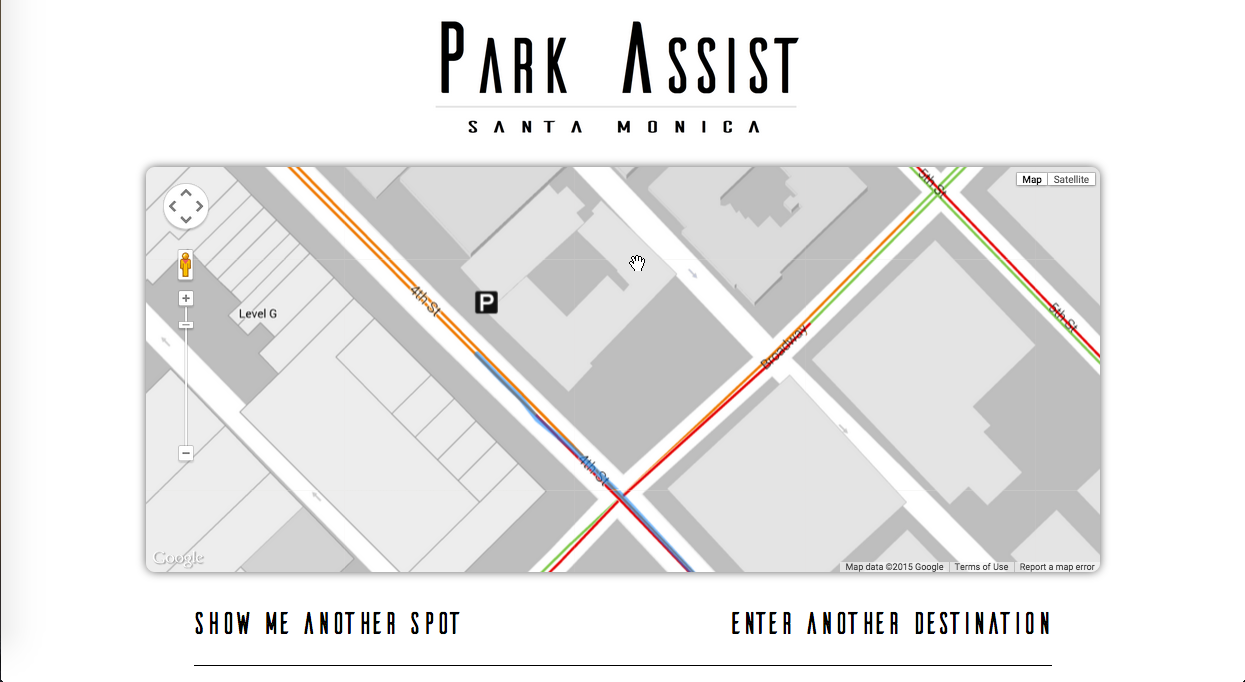 PARK ASSIST
SANTA MONICA
Map Satellite
5th St
4th St
P
Level G
5th St
Broadway
4th St
Google
Map data ©2015 Google Terms of Use Report a map error
SHOW ME ANOTHER SPOT
ENTER ANOTHER DESTINATION